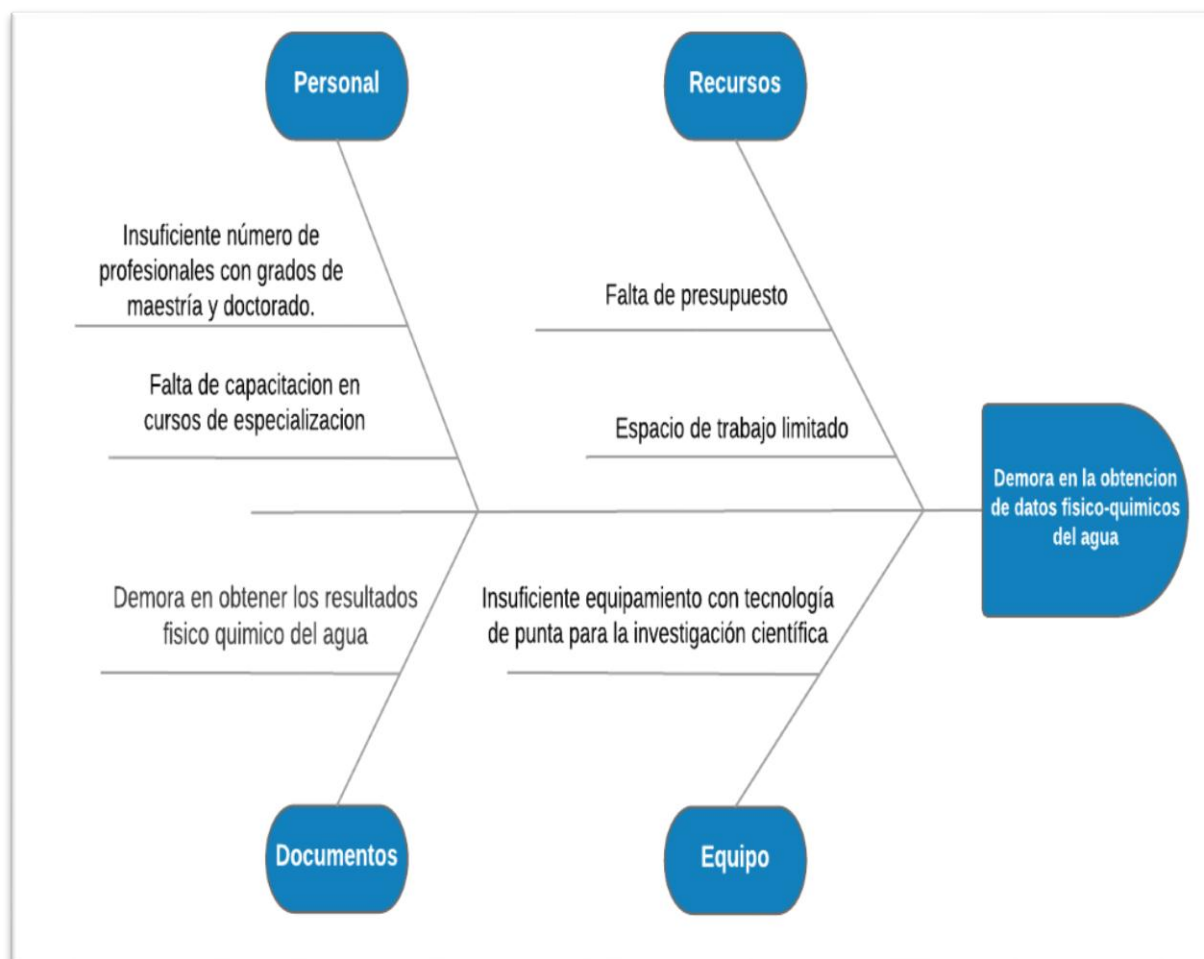 Personal
Recursos
Insuficiente número de
profesionales con grados de
maestría y doctorado.
Falta de presupuesto
Falta de capacitacion en
cursos de especializacion
Espacio de trabajo limitado
Demora en la obtencion
de datos fisico-quimicos
del agua
Demora en obtener los resultados
fisico quimico del agua
Insuficiente equipamiento con tecnología
de punta para la investigación científica
Documentos
Equipo